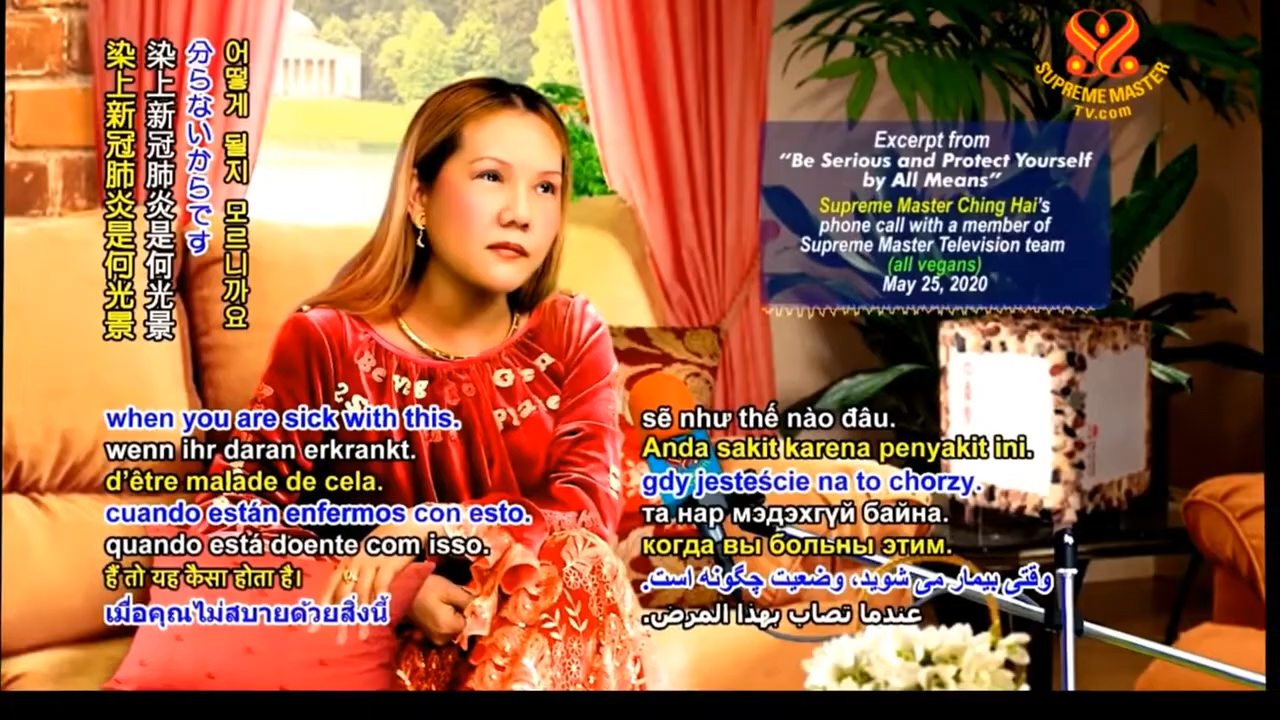 어떻게 될지 모르니까요
分らないからです
染上新冠肺炎是何光景
染上新冠肺炎是何光景
SUPREME MASTER
TV.com
Excerpt from
“Be Serious and Protect Yourself
by All Means”
Supreme Master Ching Hai’s
phone call with a member of
Supreme Master Television team
(all vegans)
May 25, 2020
when you are sick with this.
wenn ihr daran erkrankt.
d’être malade de cela.
cuando están enfermos con esto.
quando está doente com isso.
हैं तो यह कैसा होता है।
เมื่อคุณไม่สบายด้วยสิ่งนี้
sẽ như thế nào đâu.
Anda sakit karena penyakit ini.
gdy jesteście na to chorzy.
та нар мэдэхгүй байна.
когда вы больны этим.
وقتی بیمار می شوید، وضعیت چگونه است.
عندما تصاب بهذا المرض.